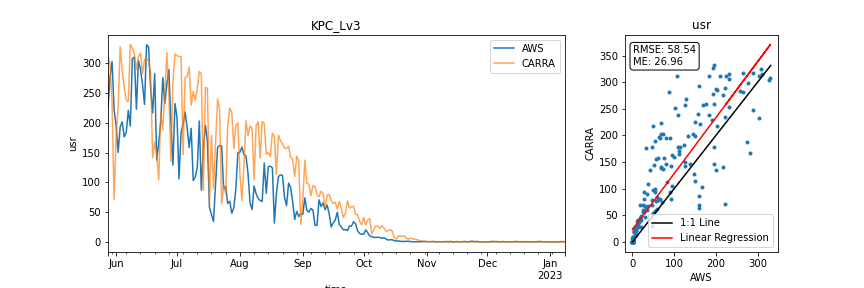 KPC_Lv3
usr
AWS
CARRA
300
250
200
150
100
50
0
usr
Jun
Jul
Aug
Sep
Oct
Nov
Dec
Jan
2023
time
usr
RMSE: 58.54
ME: 26.96
350
300
250
200
150
100
50
0
CARRA
1:1 Line
Linear Regression
0
100
200
300
AWS